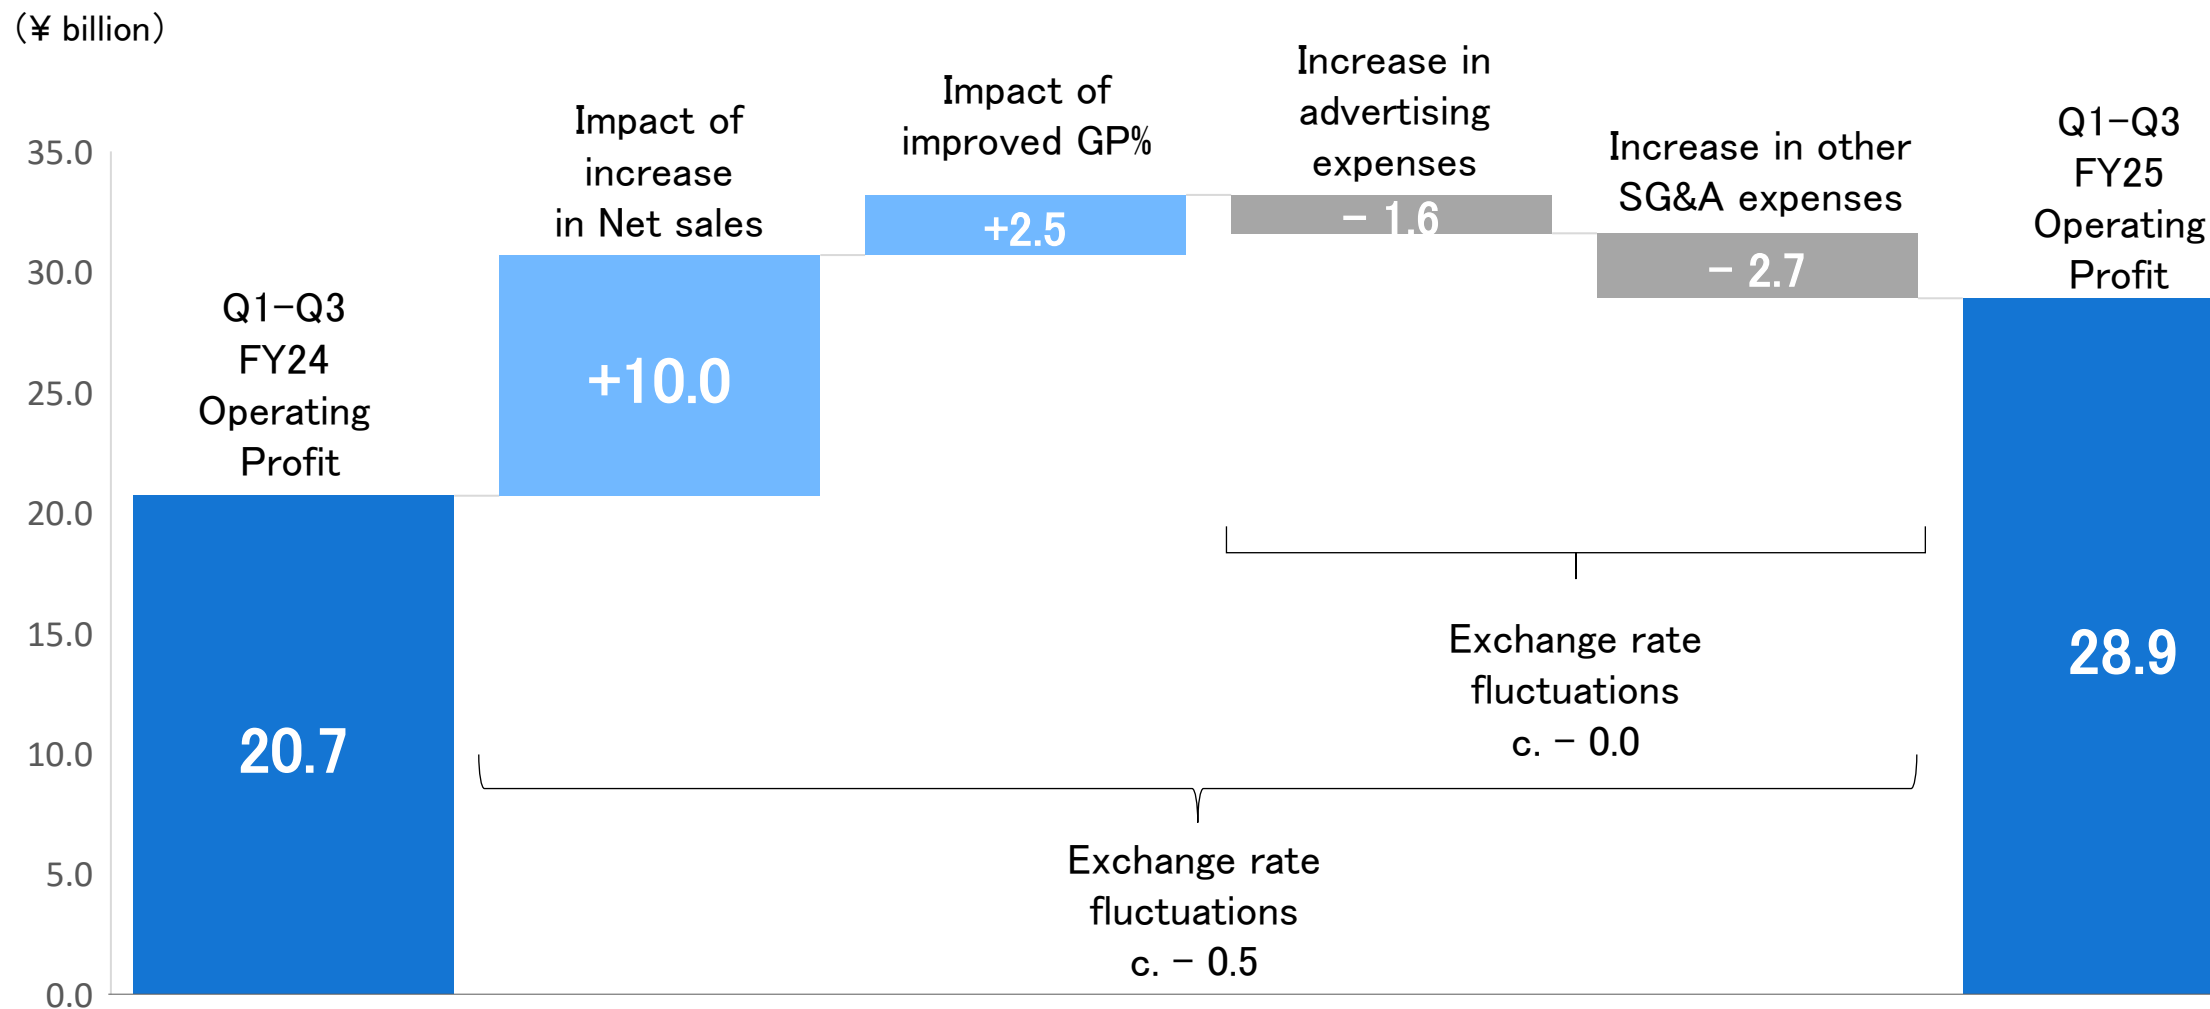 (¥ billion)
35.0
30.0
25.0
20.0
15.0
10.0
5.0
0.0
Q1-Q3
FY24
Operating
Profit
20.7
Impact of
increase
in Net sales
+10.0
Impact of
improved GP%
+2.5
Increase in
advertising
expenses
- 1.6
Increase in other
SG&A expenses
- 2.7
Q1-Q3
FY25
Operating
Profit
28.9
Exchange rate
fluctuations
c. - 0.0
Exchange rate
fluctuations
c. - 0.5